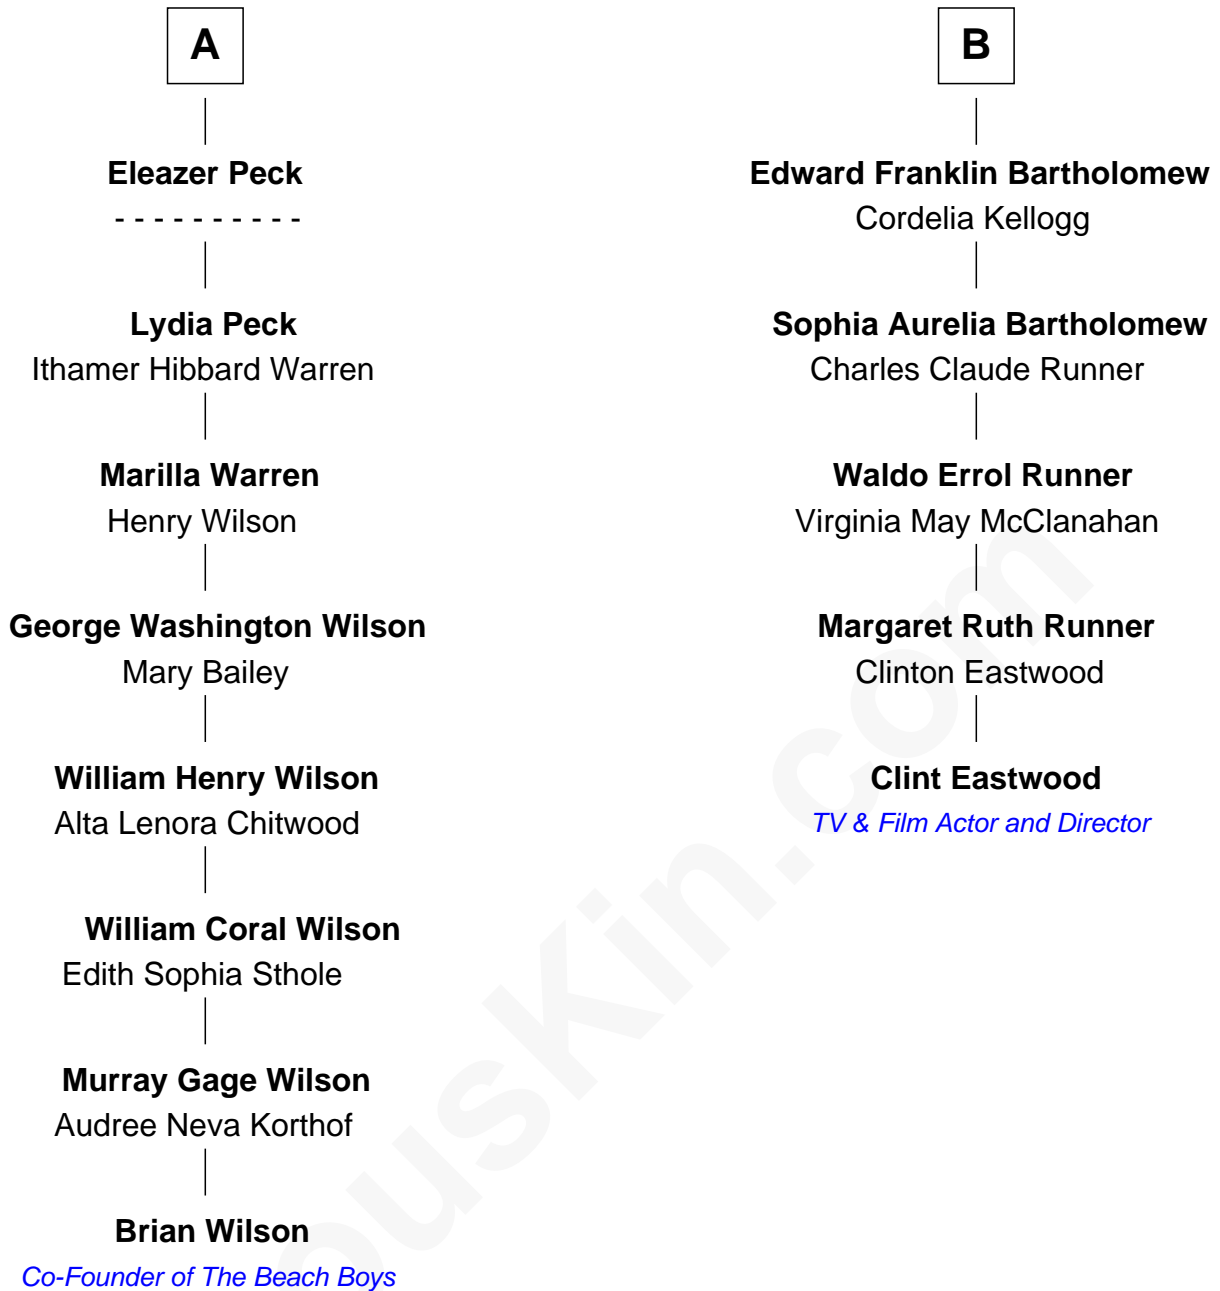 A
Eleazer Peck
- - - - - - - - - -
Lydia Peck
Ithamer Hibbard Warren
Marilla Warren
Henry Wilson
George Washington Wilson
Mary Bailey
William Henry Wilson
Alta Lenora Chitwood
William Coral Wilson
Edith Sophia Sthole
Murray Gage Wilson
Audree Neva Korthof
Brian Wilson
Co-Founder of The Beach Boys
B
Edward Franklin Bartholomew
Cordelia Kellogg
Sophia Aurelia Bartholomew
Charles Claude Runner
Waldo Errol Runner
Virginia May McClanahan
Margaret Ruth Runner
Clinton Eastwood
Clint Eastwood
TV & Film Actor and Director
ousKin.com